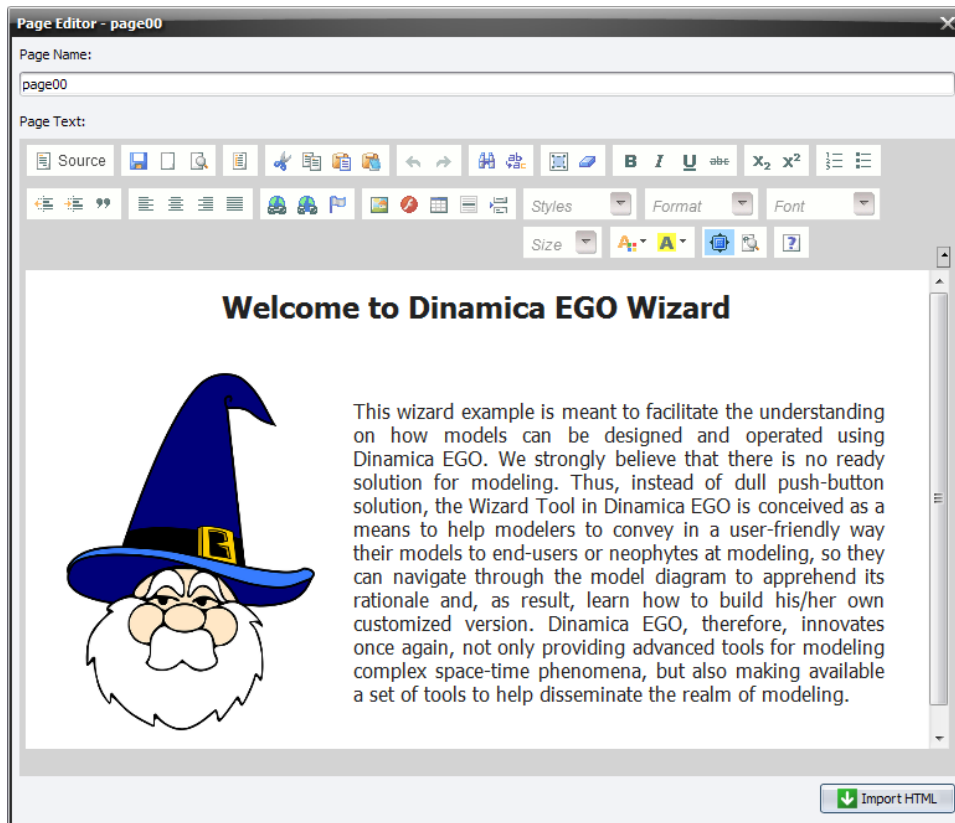 Page Editor - page00
Page Name:
page00
Page Text:
Source
B I U abc X₂ X²
Styles Format Font
Size A A ?
Welcome to Dinamica EGO Wizard
This wizard example is meant to facilitate the understanding
on how models can be designed and operated using
Dinamica EGO. We strongly believe that there is no ready
solution for modeling. Thus, instead of dull push-button
solution, the Wizard Tool in Dinamica EGO is conceived as a
means to help modelers to convey in a user-friendly way
their models to end-users or neophytes at modeling, so they
can navigate through the model diagram to apprehend its
rationale and, as result, learn how to build his/her own
customized version. Dinamica EGO, therefore, innovates
once again, not only providing advanced tools for modeling
complex space-time phenomena, but also making available
a set of tools to help disseminate the realm of modeling.
Import HTML